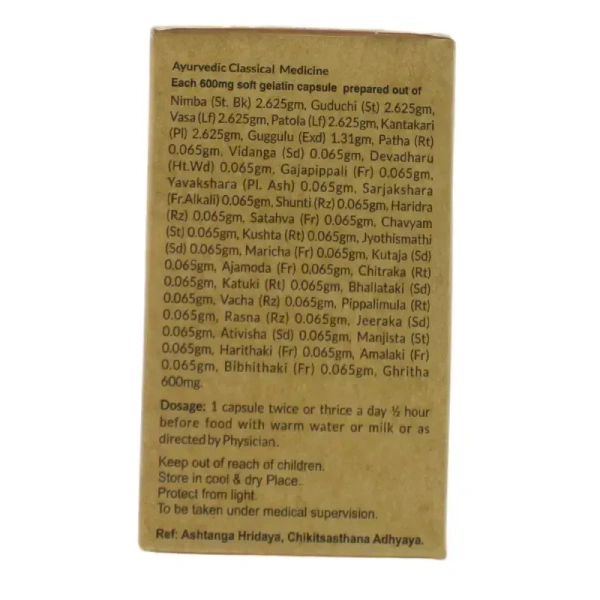 Ayurvedic Classical Medicine
Each 600mg soft gelatin capsule prepared out of
Nimba (St. Bk) 2.625gm, Guduchi (St) 2.625gm,
Vasa (Lf) 2.625gm, Patola (Lf) 2.625gm, Kantakari
(Pl) 2.625gm, Guggulu (Exd) 1.31gm, Patha (Rt)
0.065gm, Vidanga (Sd) 0.065gm, Devadharu
(Ht.Wd) 0.065gm, Gajapippali (Fr) 0.065gm,
Yavakshara (Pl. Ash) 0.065gm, Sarjakshara
(Fr.Alkali) 0.065gm, Shunti (Rz) 0.065gm, Haridra
(Rz) 0.065gm, Satahva (Fr) 0.065gm, Chavyam
(St) 0.065gm, Kushta (Rt) 0.065gm, Jyothismathi
(Sd) 0.065gm, Maricha (Fr) 0.065gm, Kutaja (Sd)
0.065gm, Ajamoda (Fr) 0.065gm, Chitraka (Rt)
0.065gm, Katuki (Rt) 0.065gm, Bhallataki (Sd)
0.065gm, Vacha (Rz) 0.065gm, Pippalimula (Rt)
0.065gm, Rasna (Rz) 0.065gm, Jeeraka (Sd)
0.065gm, Ativisha (Sd) 0.065gm, Manjista (St)
0.065gm, Harithaki (Fr) 0.065gm, Amalaki (Fr)
0.065gm, Bibhithaki (Fr) 0.065gm, Ghritha
600mg.
Dosage: 1 capsule twice or thrice a day ½ hour
before food with warm water or milk or as
directed by Physician.
Keep out of reach of children.
Store in cool & dry Place.
Protect from light.
To be taken under medical supervision.
Ref: Ashtanga Hridaya, Chikitsasthana Adhyaya.